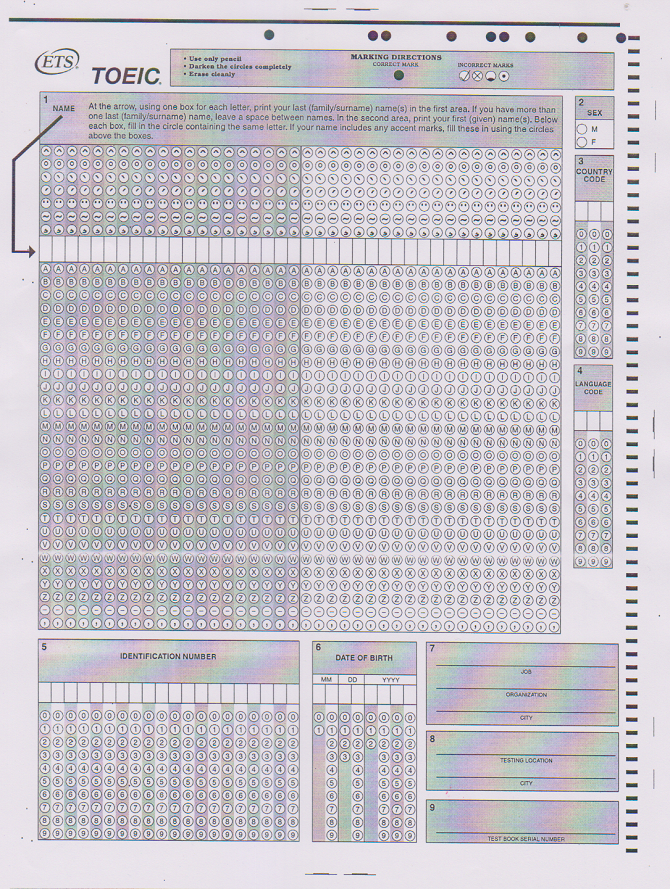 ETS
TOEIC
• Use only pencil
• Darken the circles completely
• Erase cleanly
MARKING DIRECTIONS
CORRECT MARK
INCORRECT MARKS
1
NAME
At the arrow, using one box for each letter, print your last (family/surname) name(s) in the first area. If you have more than
one last (family/surname) name, leave a space between names. In the second area, print your first (given) name(s). Below
each box, fill in the circle containing the same letter. If your name includes any accent marks, fill these in using the circles
above the boxes.
2
SEX
M
F
3
COUNTRY
CODE
4
LANGUAGE
CODE
5
IDENTIFICATION NUMBER
6
DATE OF BIRTH
MM DD YYYY
7
JOB
ORGANIZATION
CITY
8
TESTING LOCATION
CITY
9
TEST BOOK SERIAL NUMBER